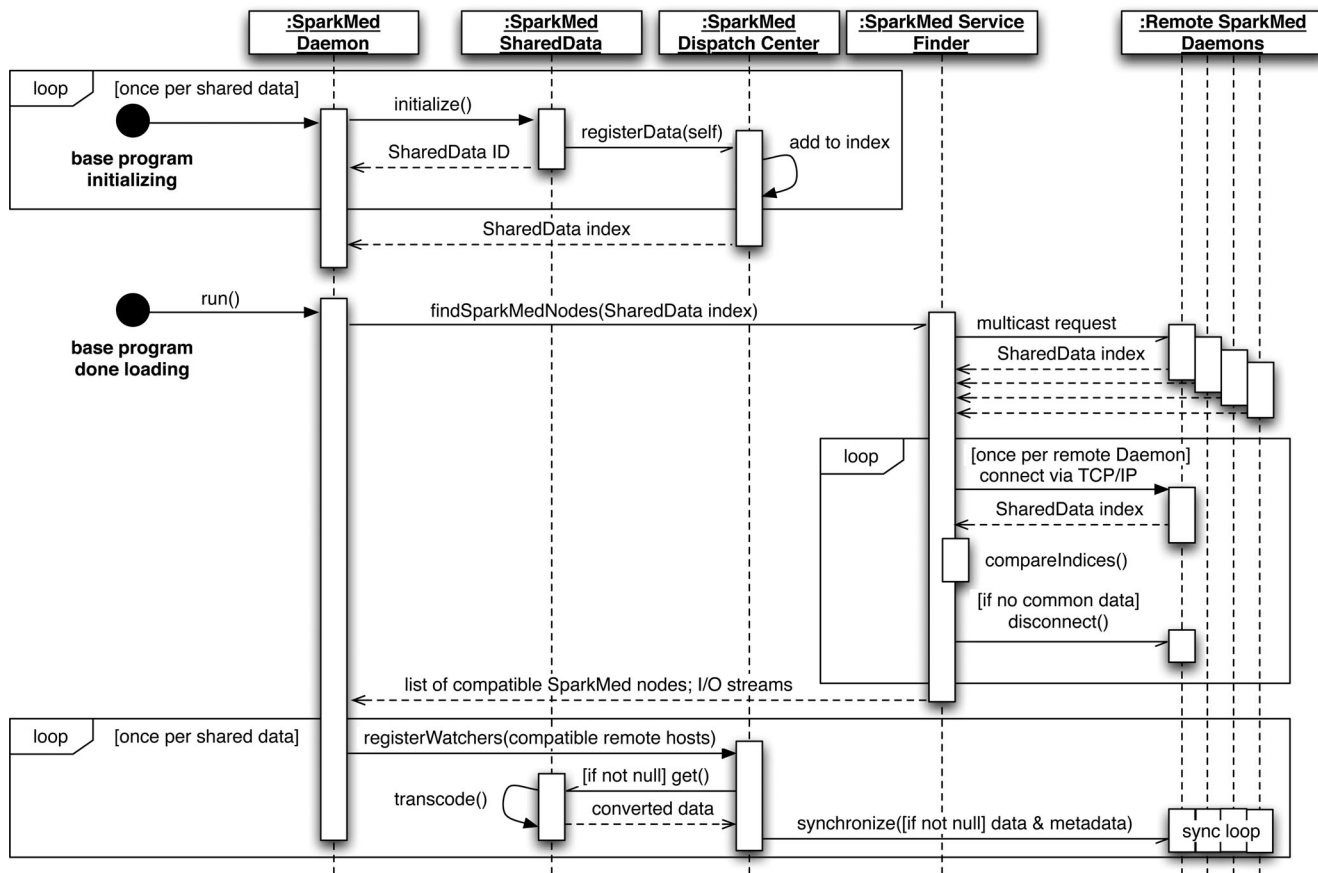 :SparkMed
Daemon
:SparkMed
SharedData
:SparkMed
Dispatch Center
:SparkMed Service
Finder
:Remote SparkMed
Daemons
loop
[once per shared data]
initialize()
registerData(self)
add to index
SharedData ID
base program
initializing
SharedData index
run()
findSparkMedNodes(SharedData index)
multicast request
base program
done loading
SharedData index
loop
[once per remote Daemon]
connect via TCP/IP
SharedData index
compareIndices()
[if no common data]
disconnect()
list of compatible SparkMed nodes; I/O streams
loop
[once per shared data]
registerWatchers(compatible remote hosts)
[if not null] get()
transcode()
converted data
synchronize([if not null] data & metadata)
sync loop